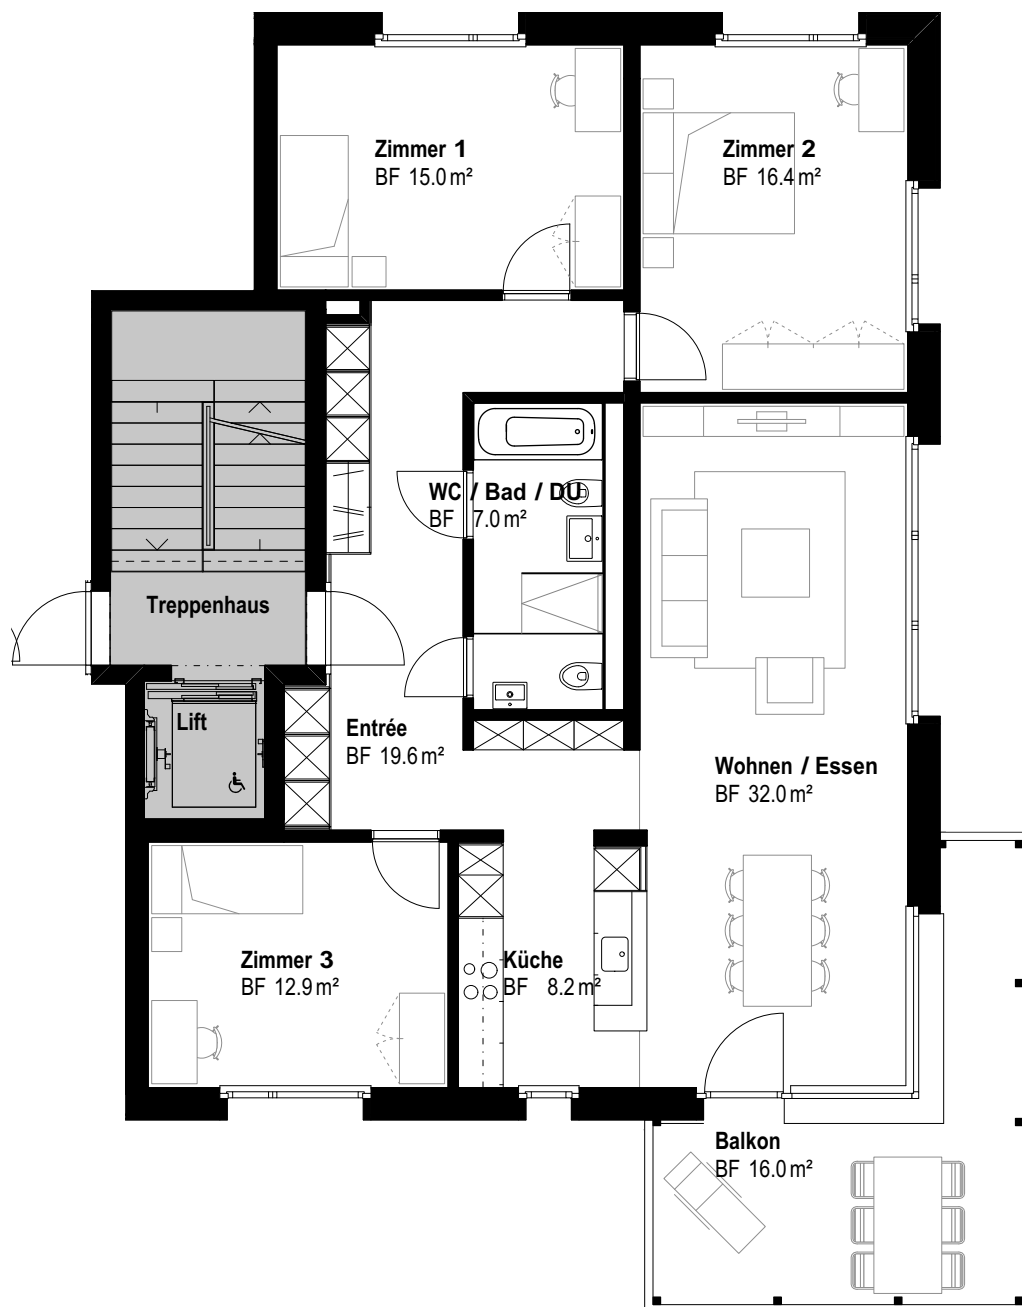 Zimmer 1
BF 15.0 m²
Zimmer 2
BF 16.4 m²
WC / Bad / DU
BF 7.0 m²
Treppenhaus
Lift
Entrée
BF 19.6 m²
Wohnen / Essen
BF 32.0 m²
Zimmer 3
BF 12.9 m²
Küche
BF 8.2 m²
Balkon
BF 16.0 m²